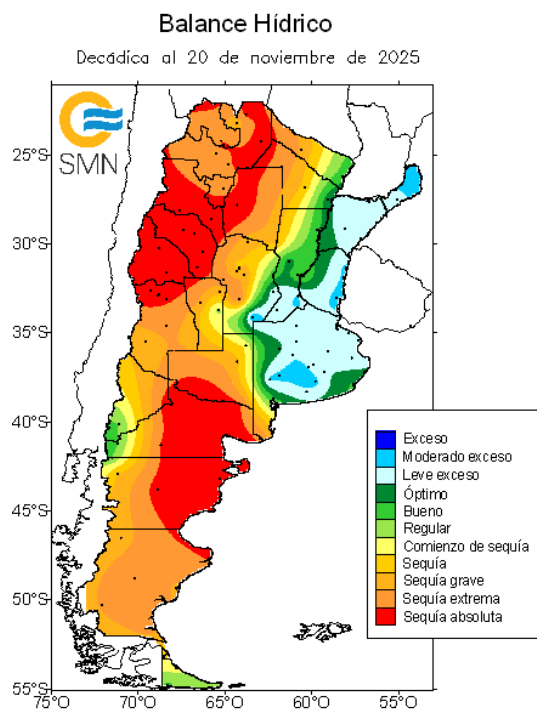 Balance Hídrico
Decádica al 20 de noviembre de 2025
SMN
25°S
30°S
35°S
40°S
45°S
50°S
55°S
75°W
70°W
65°W
60°W
55°W
Exceso
Moderado exceso
Leve exceso
Óptimo
Bueno
Regular
Comienzo de sequía
Sequía
Sequía grave
Sequía extrema
Sequía absoluta